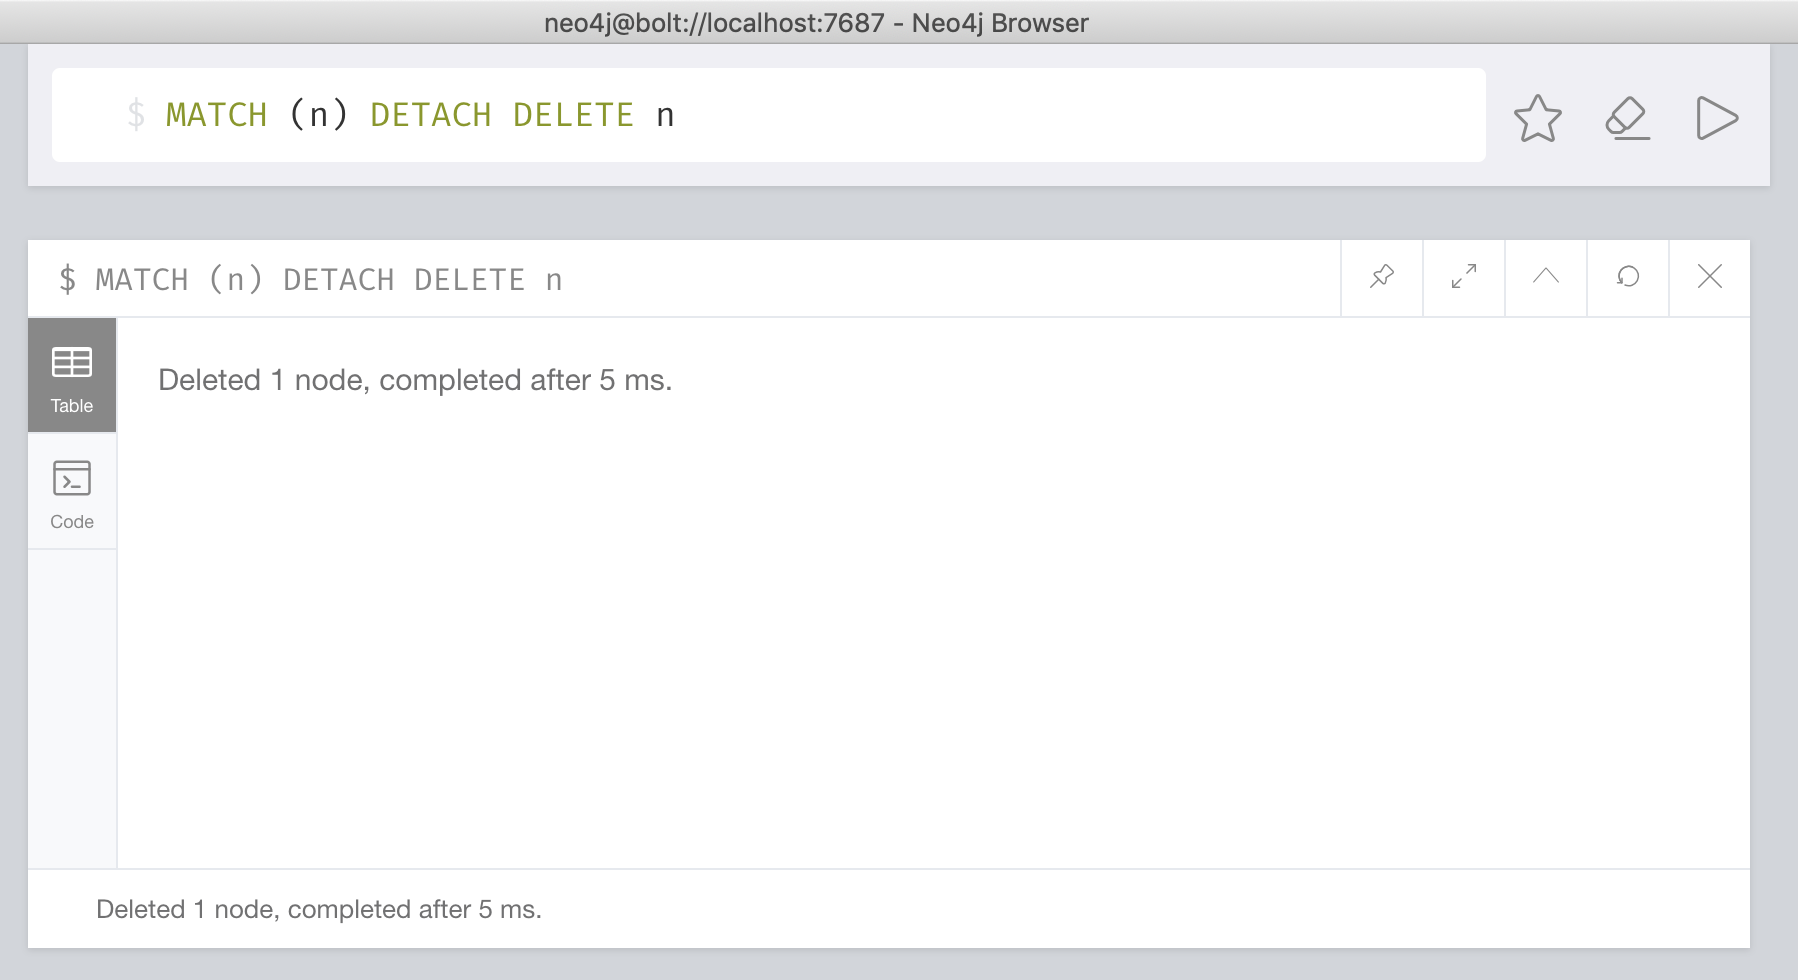 neo4j@bolt://localhost:7687 - Neo4j Browser
$ MATCH (n) DETACH DELETE n
$ MATCH (n) DETACH DELETE n
Table
Deleted 1 node, completed after 5 ms.
Code
Deleted 1 node, completed after 5 ms.